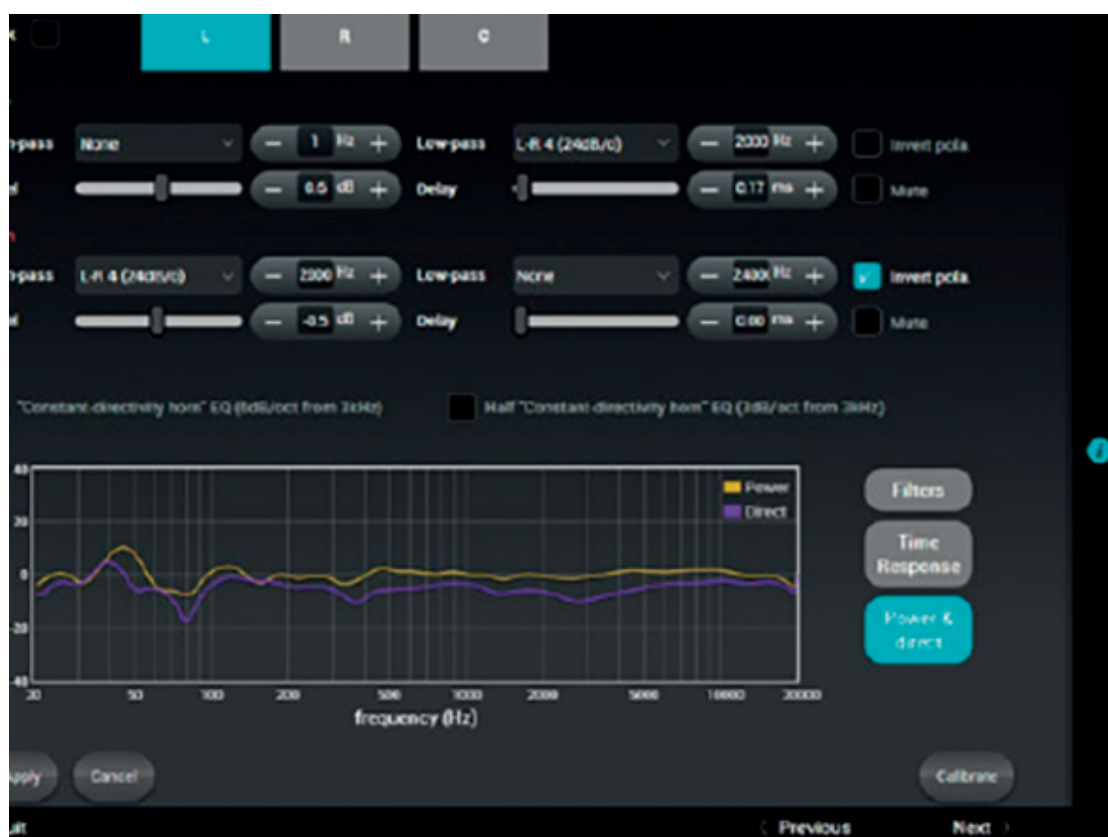 L R C
None 1 Hz Low-pass L-R 4 (24dB/o) 2000 Hz Invert pola.
0.5 dB Delay 0.17 ms Mute
L-R 4 (24dB/o) 2000 Hz Low-pass None Hz Invert pola.
-0.5 dB Delay 0.00 ms Mute
"Constant-directivity horn" EQ (6dB/oct from 3kHz) Half "Constant-directivity horn" EQ (3dB/oct from 3kHz)
40
20
0
-20
-40
Power
Direct
20 50 100 200 500 1000 2000 5000 10000 20000
frequency (Hz)
Filters
Time
Response
Power &
direct
Apply Cancel Calibrate
Previous Next